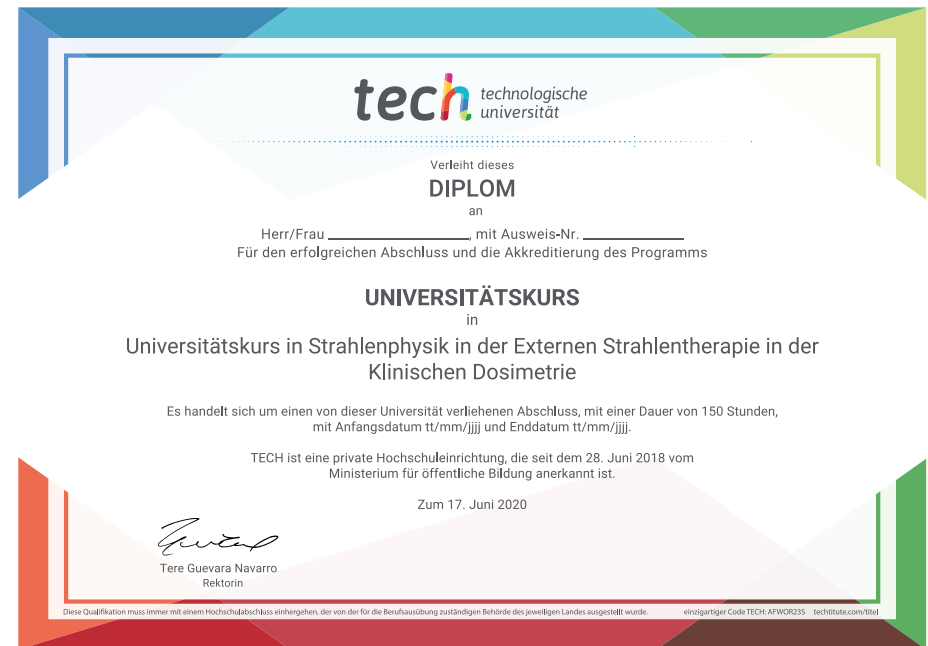 tech technologische
universität
Verleiht dieses
DIPLOM
an
Herr/Frau ____________________, mit Ausweis-Nr. ______________
Für den erfolgreichen Abschluss und die Akkreditierung des Programms
UNIVERSITÄTSKURS
in
Universitätskurs in Strahlenphysik in der Externen Strahlentherapie in der
Klinischen Dosimetrie
Es handelt sich um einen von dieser Universität verliehenen Abschluss, mit einer Dauer von 150 Stunden,
mit Anfangsdatum tt/mm/jjjj und Enddatum tt/mm/jjjj.
TECH ist eine private Hochschuleinrichtung, die seit dem 28. Juni 2018 vom
Ministerium für öffentliche Bildung anerkannt ist.
Zum 17. Juni 2020
Tere Guevara Navarro
Rektorin
Diese Qualifikation muss immer mit einem Hochschulabschluss einhergehen, der von der für die Berufsausübung zuständigen Behörde des jeweiligen Landes ausgestellt wurde. einzigartiger Code TECH: AFWOR235 techtitute.com/titel